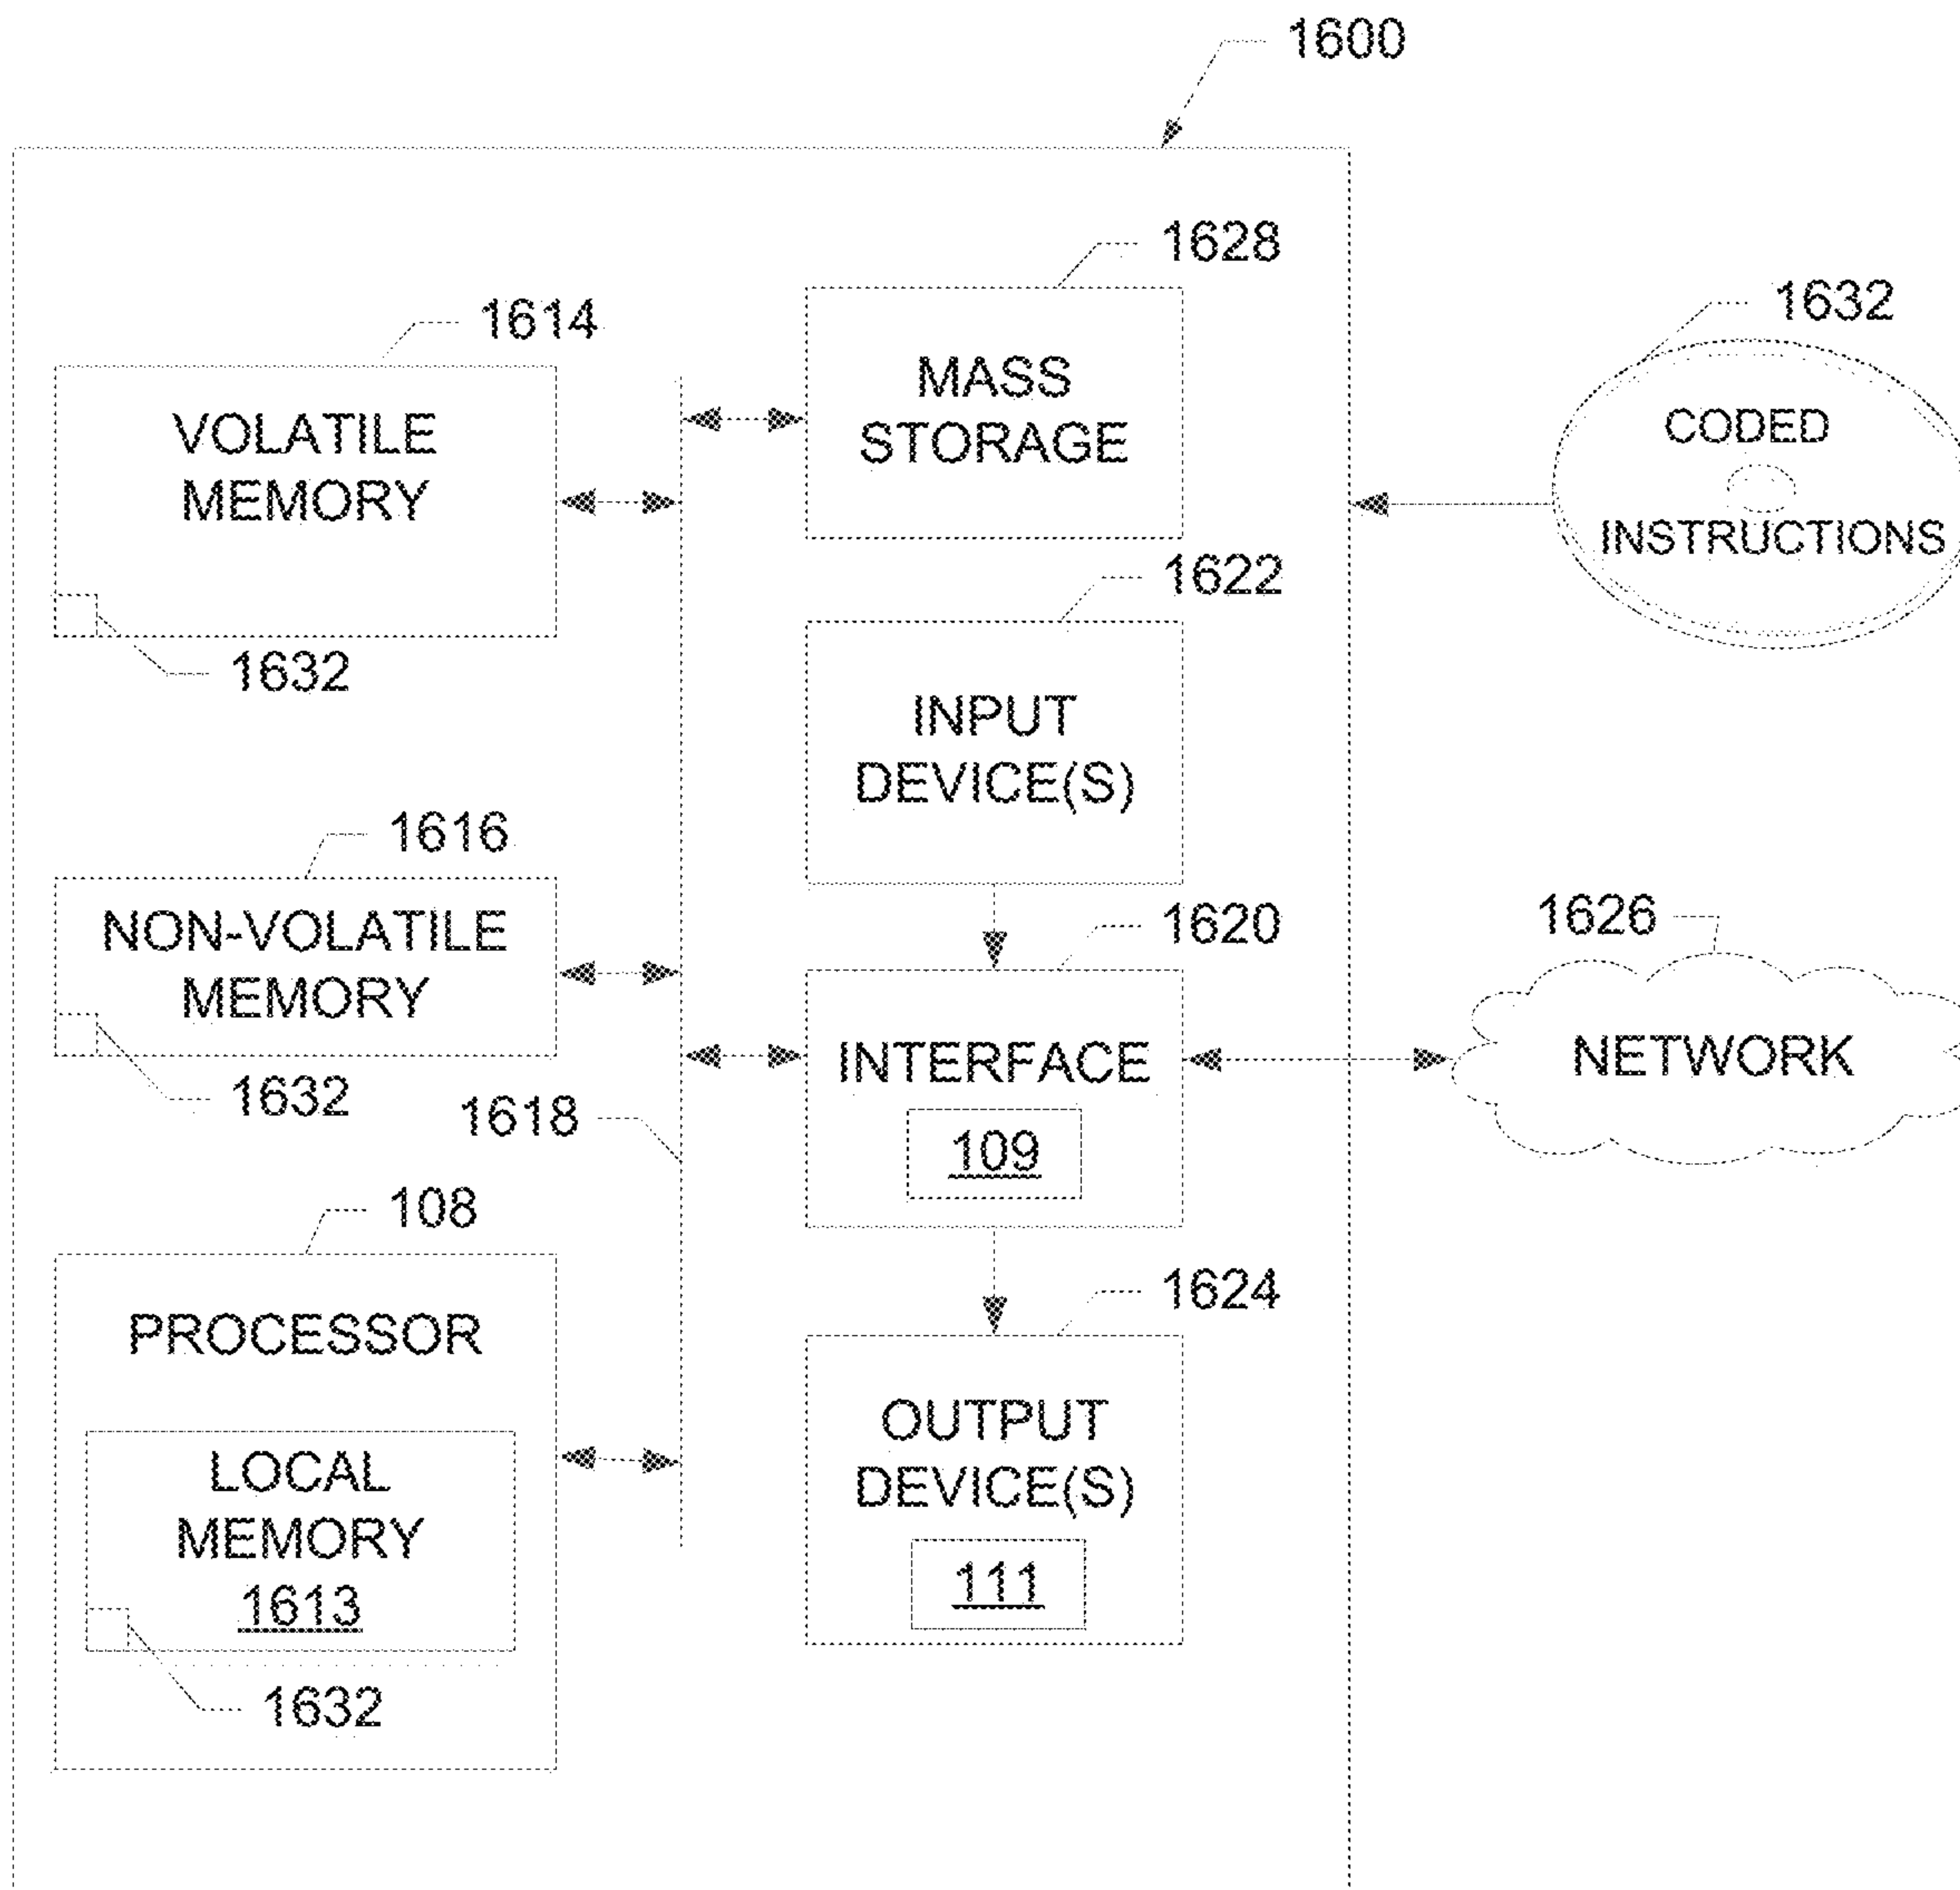 1600
1628
MASS
STORAGE
1614
VOLATILE
MEMORY
1632
1632
CODED
INSTRUCTIONS
1622
INPUT
DEVICE(S)
1616
NON-VOLATILE
MEMORY
1632
1618
1620
INTERFACE
109
1626
NETWORK
108
PROCESSOR
LOCAL
MEMORY
1613
1632
1624
OUTPUT
DEVICE(S)
111